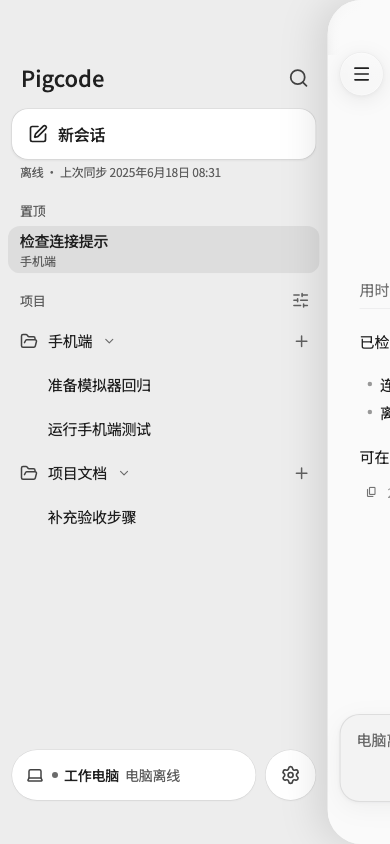 Pigcode
新会话
离线 · 上次同步 2025年6月18日 08:31
置顶
检查连接提示
手机端
项目
手机端
准备模拟器回归
运行手机端测试
项目文档
补充验收步骤
工作电脑 电脑离线
用时
已检
连
离
可在
电脑